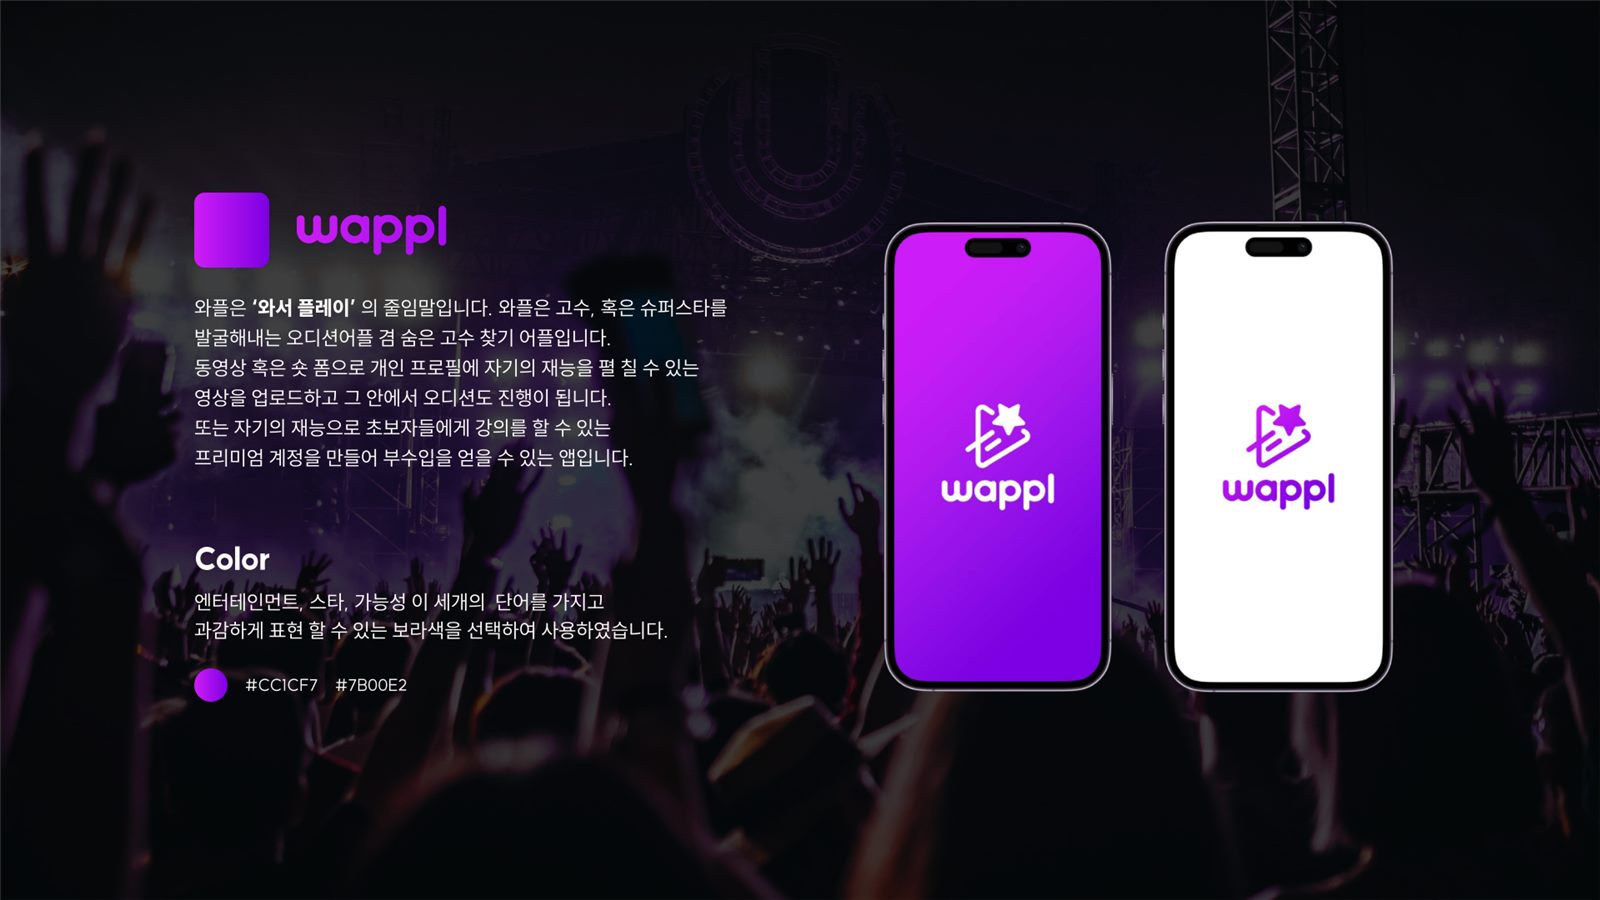 wappl
와플은 ‘와서 플레이’ 의 줄임말입니다. 와플은 고수, 혹은 슈퍼스타를
발굴해내는 오디션어플 겸 숨은 고수 찾기 어플입니다.
동영상 혹은 숏 폼으로 개인 프로필에 자기의 재능을 펼 칠 수 있는
영상을 업로드하고 그 안에서 오디션도 진행이 됩니다.
또는 자기의 재능으로 초보자들에게 강의를 할 수 있는
프리미엄 계정을 만들어 부수입을 얻을 수 있는 앱입니다.
Color
엔터테인먼트, 스타, 가능성 이 세개의 단어를 가지고
과감하게 표현 할 수 있는 보라색을 선택하여 사용하였습니다.
#CC1CF7 #7B00E2
wappl
wappl